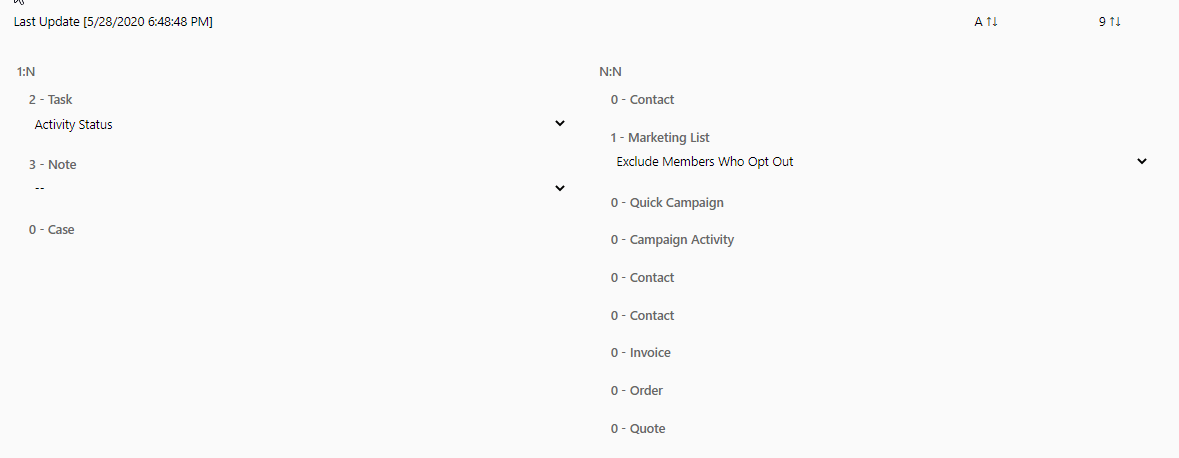 Last Update [5/28/2020 6:48:48 PM]
A ↑↓
9 ↑↓
1:N
2 - Task
Activity Status
3 - Note
--
0 - Case
N:N
0 - Contact
1 - Marketing List
Exclude Members Who Opt Out
0 - Quick Campaign
0 - Campaign Activity
0 - Contact
0 - Contact
0 - Invoice
0 - Order
0 - Quote